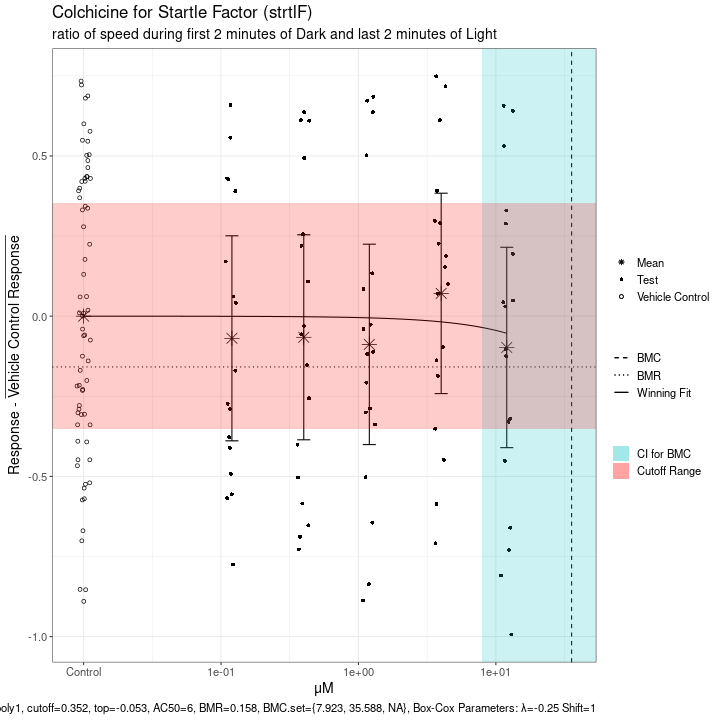 Colchicine for Startle Factor (strtlF)
ratio of speed during first 2 minutes of Dark and last 2 minutes of Light
Response - Vehicle Control Response
0.5
0.0
-0.5
-1.0
Control
1e-01
1e+00
1e+01
μM
Mean
Test
Vehicle Control
BMC
BMR
Winning Fit
CI for BMC
Cutoff Range
poly1, cutoff=0.352, top=-0.053, AC50=6, BMR=0.158, BMC.set={7.923, 35.588, NA}, Box-Cox Parameters: λ=-0.25 Shift=1